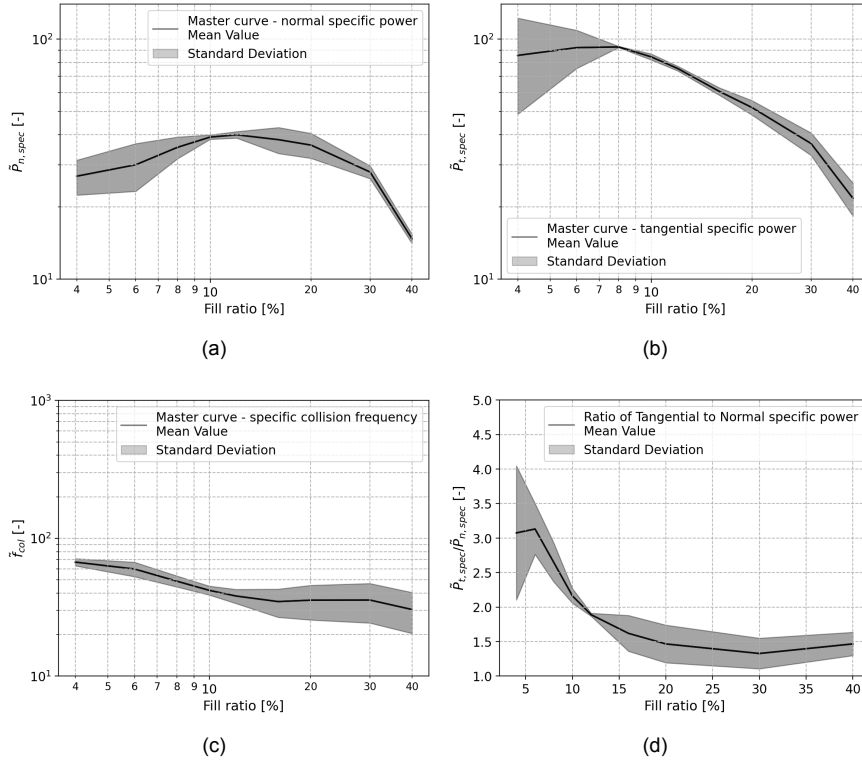 10²
P̃n,spec [-]
10¹
Master curve - normal specific power
Mean Value
Standard Deviation
4 5 6 7 8 9 10 20 30 40
Fill ratio [%]
(a)
10²
P̃t,spec [-]
10¹
Master curve - tangential specific power
Mean Value
Standard Deviation
4 5 6 7 8 9 10 20 30 40
Fill ratio [%]
(b)
10³
10²
f̃col [-]
10¹
Master curve - specific collision frequency
Mean Value
Standard Deviation
4 5 6 7 8 9 10 20 30 40
Fill ratio [%]
(c)
5.0
4.5
4.0
3.5
3.0
2.5
2.0
1.5
1.0
P̃t,spec/P̃n,spec [-]
Ratio of Tangential to Normal specific power
Mean Value
Standard Deviation
5 10 15 20 25 30 35 40
Fill ratio [%]
(d)